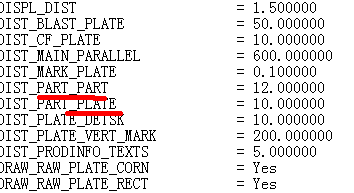 DISPL_DIST = 1.500000
DIST_BLAST_PLATE = 50.000000
DIST_CF_PLATE = 10.000000
DIST_MAIN_PARALLEL = 600.000000
DIST_MARK_PLATE = 0.100000
DIST_PART_PART = 12.000000
DIST_PART_PLATE = 10.000000
DIST_PLATE_DETSK = 10.000000
DIST_PLATE_VERT_MARK = 200.000000
DIST_PRODINFO_TEXTS = 5.000000
DRAW_RAW_PLATE_CORN = Yes
DRAW_RAW_PLATE_RECT = Yes